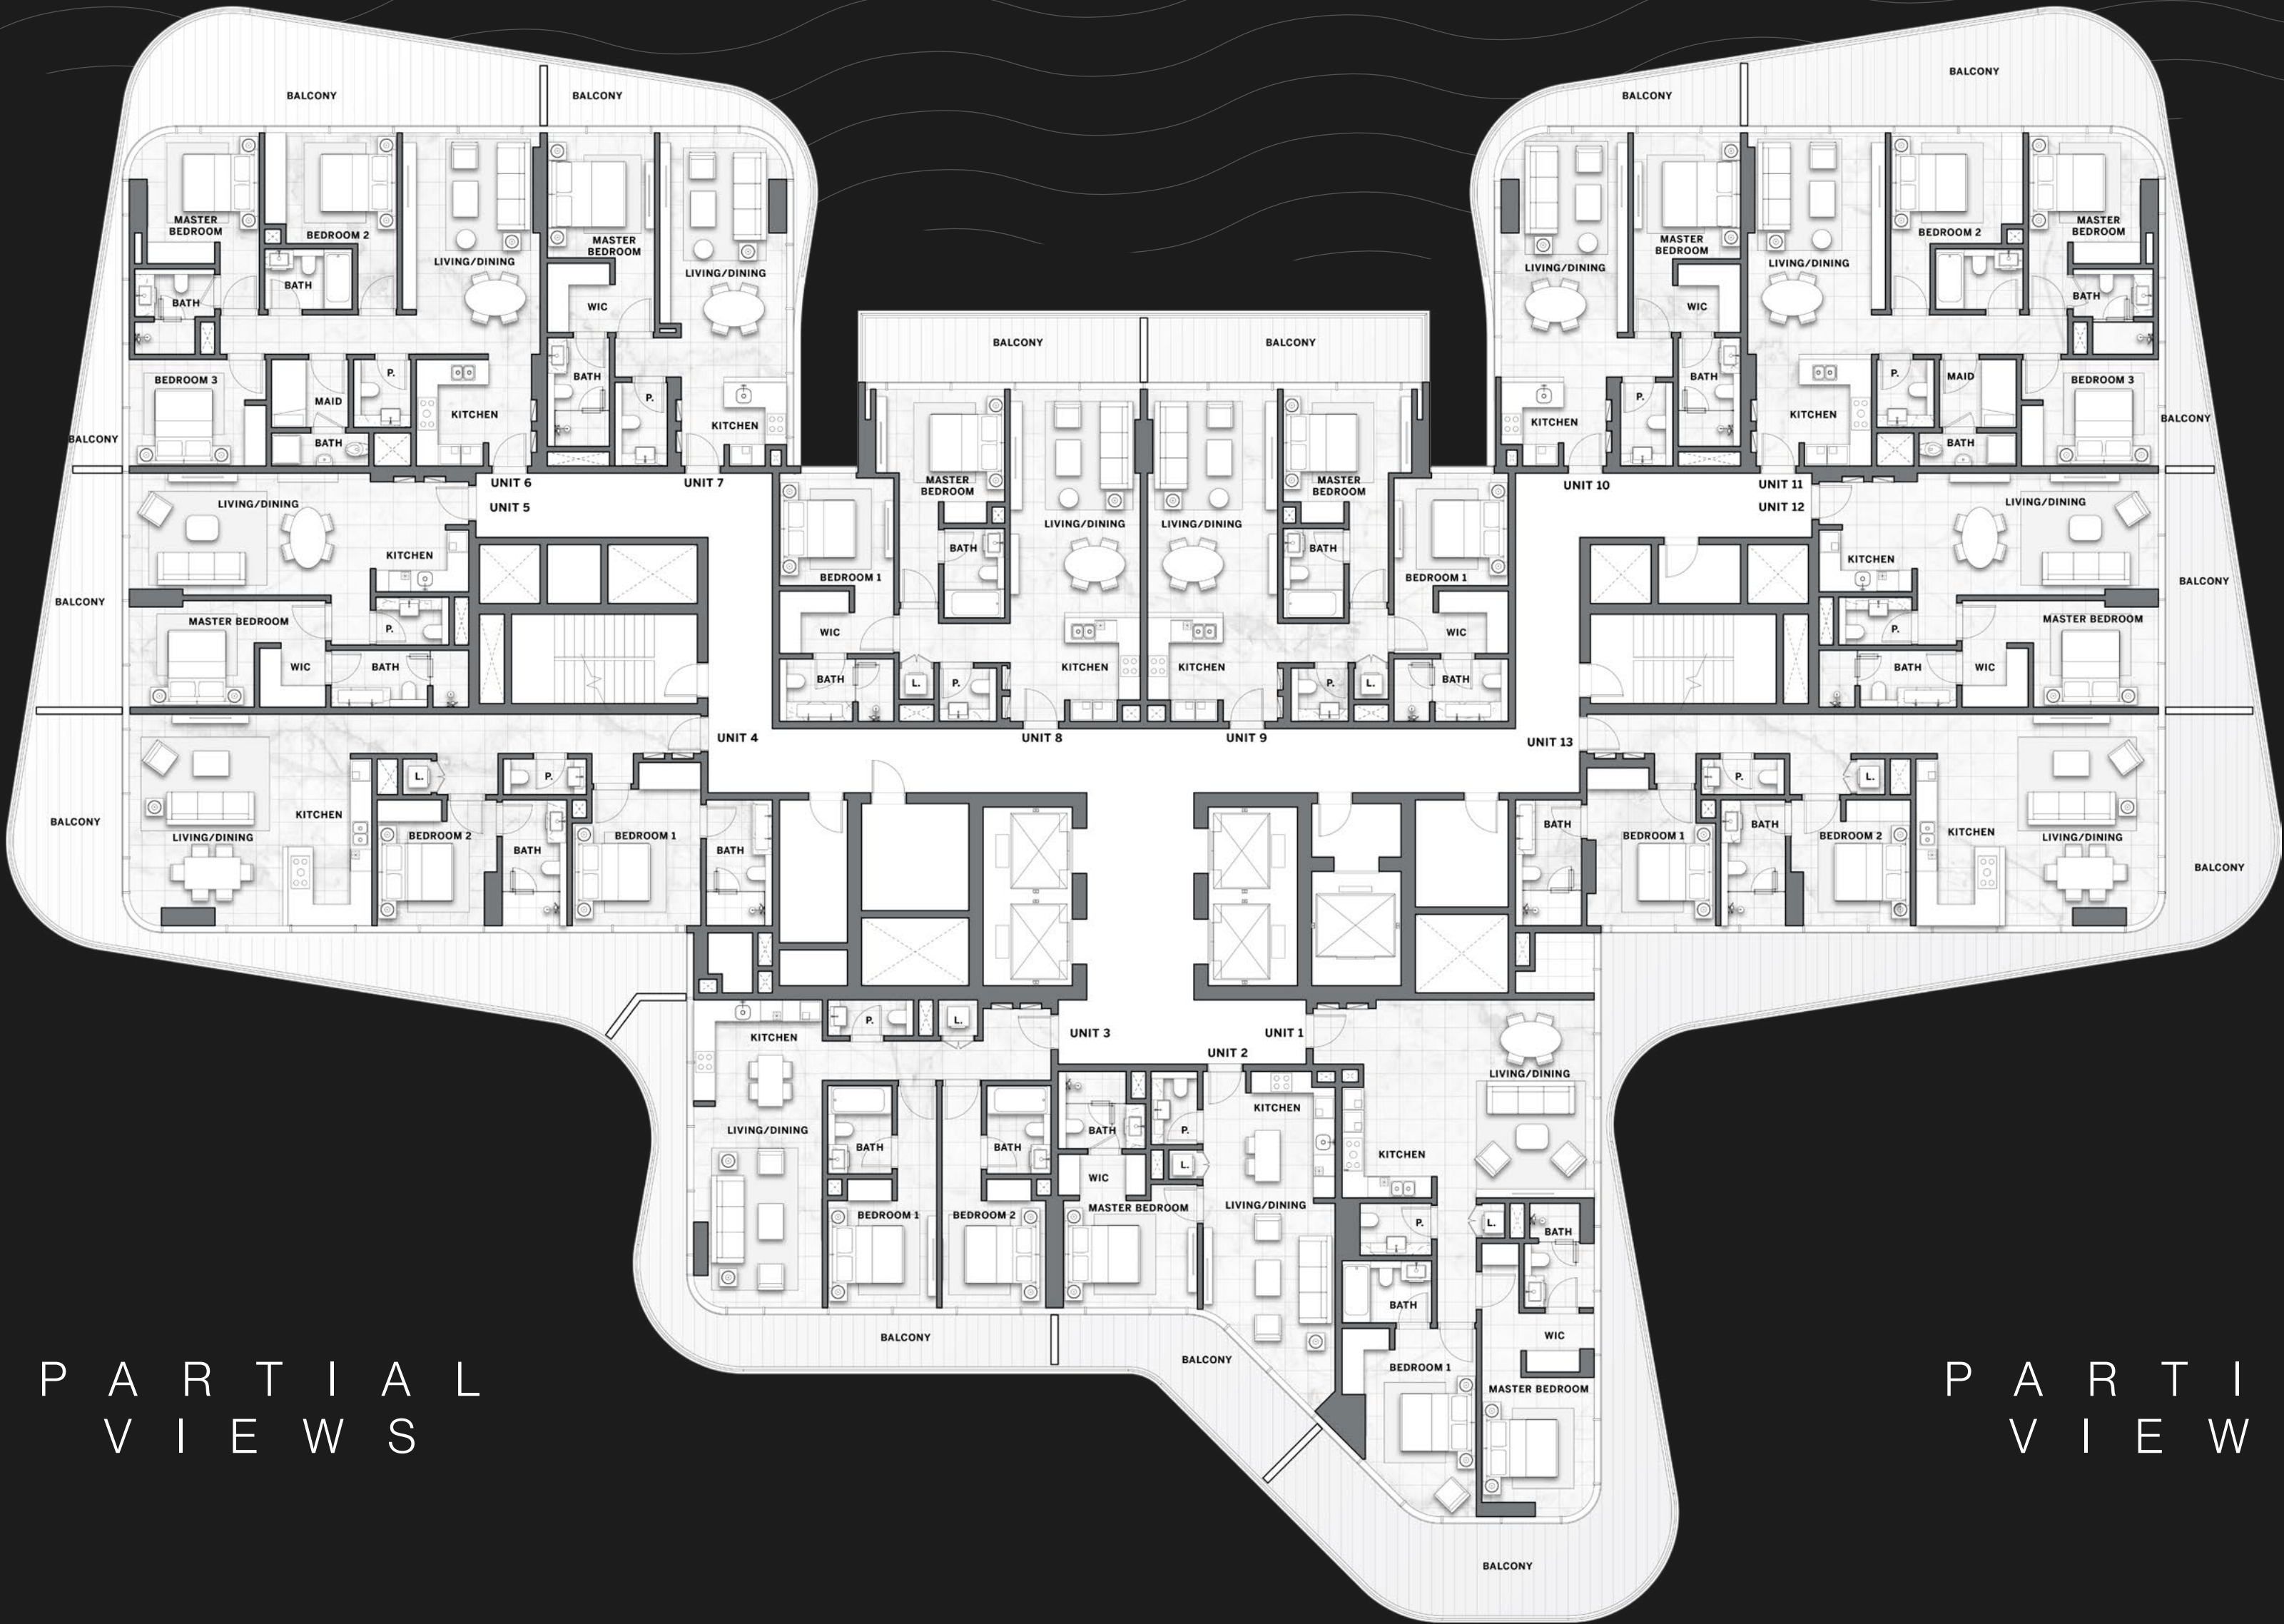 BALCONY
BALCONY
BALCONY
BALCONY
MASTER
BEDROOM
BEDROOM 2
LIVING/DINING
MASTER
BEDROOM
LIVING/DINING
BATH
BATH
WIC
BEDROOM 3
MAID
P.
KITCHEN
BATH
P.
KITCHEN
BATH
BALCONY
UNIT 6
UNIT 7
UNIT 5
LIVING/DINING
KITCHEN
BALCONY
MASTER BEDROOM
P.
WIC
BATH
BALCONY
BALCONY
MASTER
BEDROOM
LIVING/DINING
LIVING/DINING
MASTER
BEDROOM
BEDROOM 1
BATH
BATH
BEDROOM 1
WIC
WIC
KITCHEN
KITCHEN
BATH
L.
P.
P.
L.
BATH
UNIT 8
UNIT 9
LIVING/DINING
MASTER
BEDROOM
LIVING/DINING
BEDROOM 2
MASTER
BEDROOM
WIC
BATH
BATH
P.
KITCHEN
KITCHEN
P.
MAID
BEDROOM 3
BATH
BALCONY
UNIT 10
UNIT 11
UNIT 12
LIVING/DINING
KITCHEN
BALCONY
P.
MASTER BEDROOM
BATH
WIC
UNIT 4
L.
P.
BALCONY
KITCHEN
LIVING/DINING
BEDROOM 2
BATH
BEDROOM 1
BATH
UNIT 13
P.
L.
BATH
BEDROOM 1
BATH
BEDROOM 2
KITCHEN
LIVING/DINING
BALCONY
KITCHEN
P.
L.
UNIT 3
UNIT 1
UNIT 2
LIVING/DINING
BATH
BATH
BEDROOM 1
BEDROOM 2
BATH
P.
KITCHEN
WIC
L.
MASTER BEDROOM
LIVING/DINING
LIVING/DINING
KITCHEN
P.
L.
BATH
BATH
WIC
BEDROOM 1
MASTER BEDROOM
BALCONY
BALCONY
BALCONY
PARTIAL
VIEWS
PARTI
VIEW